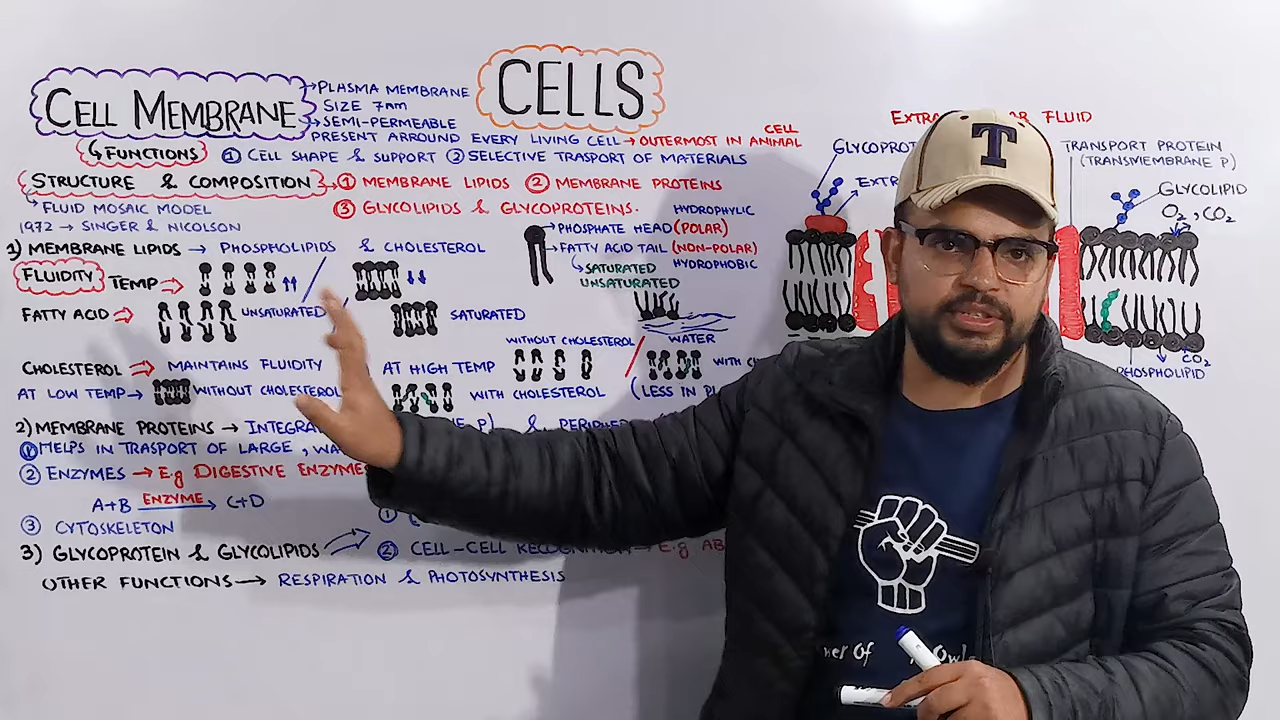 CELLS
CELL MEMBRANE
PLASMA MEMBRANE
SIZE 7nm
SEMI-PERMEABLE
PRESENT ARROUND EVERY LIVING CELL → OUTERMOST IN ANIMAL CELL
FUNCTIONS ① CELL SHAPE & SUPPORT ② SELECTIVE TRASPORT OF MATERIALS
STRUCTURE & COMPOSITION → ① MEMBRANE LIPIDS ② MEMBRANE PROTEINS
③ GLYCOLIPIDS & GLYCOPROTEINS.
FLUID MOSAIC MODEL
1972 → SINGER & NICOLSON
1) MEMBRANE LIPIDS → PHOSPHOLIPIDS & CHOLESTEROL
HYDROPHYLIC
PHOSPHATE HEAD (POLAR)
FATTY ACID TAIL (NON-POLAR)
HYDROPHOBIC
SATURATED
UNSATURATED
FLUIDITY TEMP ⇒ ↑↑ ↓↓
FATTY ACID ⇒ UNSATURATED SATURATED
WATER
CHOLESTEROL ⇒ MAINTAINS FLUIDITY AT HIGH TEMP WITHOUT CHOLESTEROL WITH
AT LOW TEMP → WITHOUT CHOLESTEROL WITH CHOLESTEROL (LESS IN
2) MEMBRANE PROTEINS → &
① HELPS IN TRASPORT OF LARGE,
② ENZYMES → E.g DIGESTIVE ENZYME
A+B ENZYME → C+D
③ CYTOSKELETON
①
3) GLYCOPROTEIN & GLYCOLIPIDS ② CELL-CELL RECOGNITION → E.g AB
OTHER FUNCTIONS → RESPIRATION & PHOTOSYNTHESIS
FLUID
TRANSPORT PROTEIN
(TRANSMEMBRANE P)
GLYCOLIPID
O₂, CO₂
CO₂
PHOSPHOLIPID
T